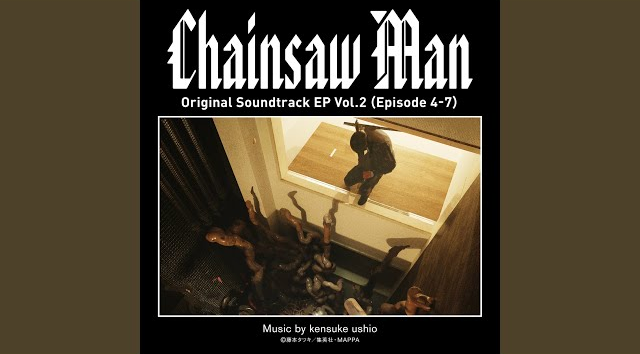 Chainsaw Man
Original Soundtrack EP Vol.2 (Episode 4-7)
Music by kensuke ushio
©藤本タツキ／集英社・MAPPA